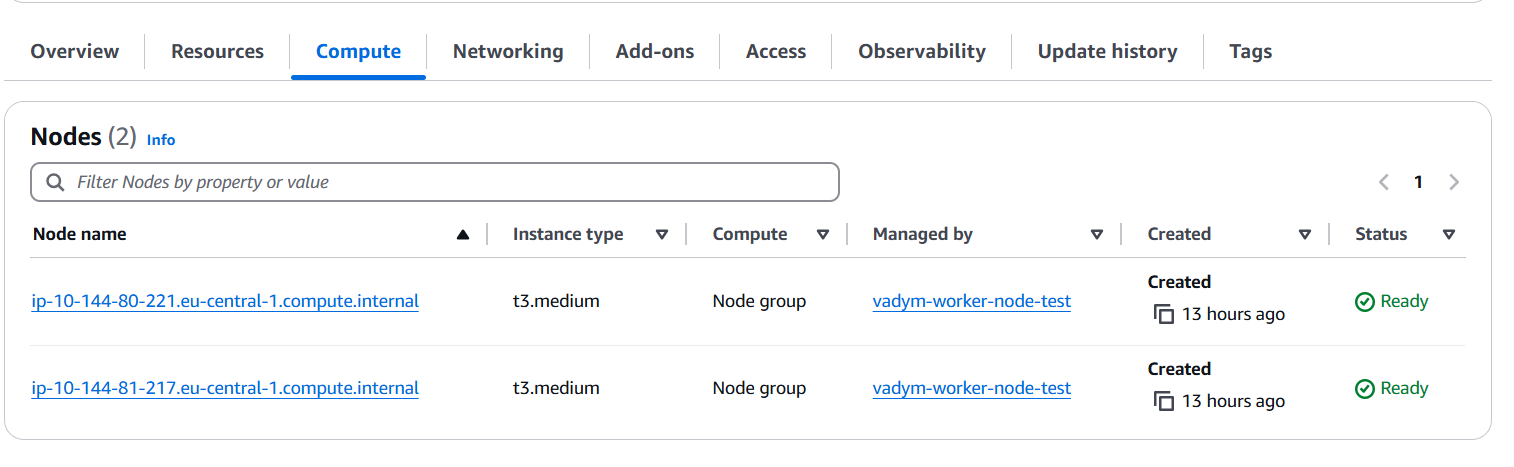 Overview Resources Compute Networking Add-ons Access Observability Update history Tags
Nodes (2) Info
Filter Nodes by property or value
1
Node name Instance type Compute Managed by Created Status
ip-10-144-80-221.eu-central-1.compute.internal t3.medium Node group vadym-worker-node-test Created 13 hours ago Ready
ip-10-144-81-217.eu-central-1.compute.internal t3.medium Node group vadym-worker-node-test Created 13 hours ago Ready